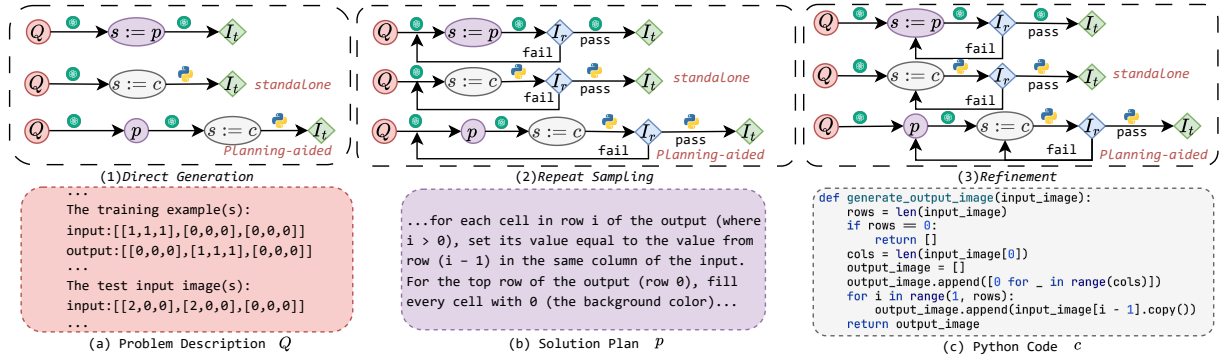 Q s := p I_t
Q s := c I_t standalone
Q p s := c I_t
Planning-aided
(1)Direct Generation
Q s := p I_r pass I_t
fail
Q s := c I_r pass I_t standalone
fail
Q p s := c I_r pass I_t
fail Planning-aided
(2)Repeat Sampling
Q s := p I_r pass I_t
fail
Q s := c I_r pass I_t standalone
fail
Q p s := c I_r pass I_t
fail Planning-aided
(3)Refinement
...
The training example(s):
input:[[1,1,1],[0,0,0],[0,0,0]]
output:[[0,0,0],[1,1,1],[0,0,0]]
...
The test input image(s):
input:[[2,0,0],[2,0,0],[0,0,0]]
...
(a) Problem Description Q
...for each cell in row i of the output (where
i > 0), set its value equal to the value from
row (i – 1) in the same column of the input.
For the top row of the output (row 0), fill
every cell with 0 (the background color)...
(b) Solution Plan p
def generate_output_image(input_image):
    rows = len(input_image)
    if rows == 0:
        return []
    cols = len(input_image[0])
    output_image = []
    output_image.append([0 for _ in range(cols)])
    for i in range(1, rows):
        output_image.append(input_image[i - 1].copy())
    return output_image
(c) Python Code c